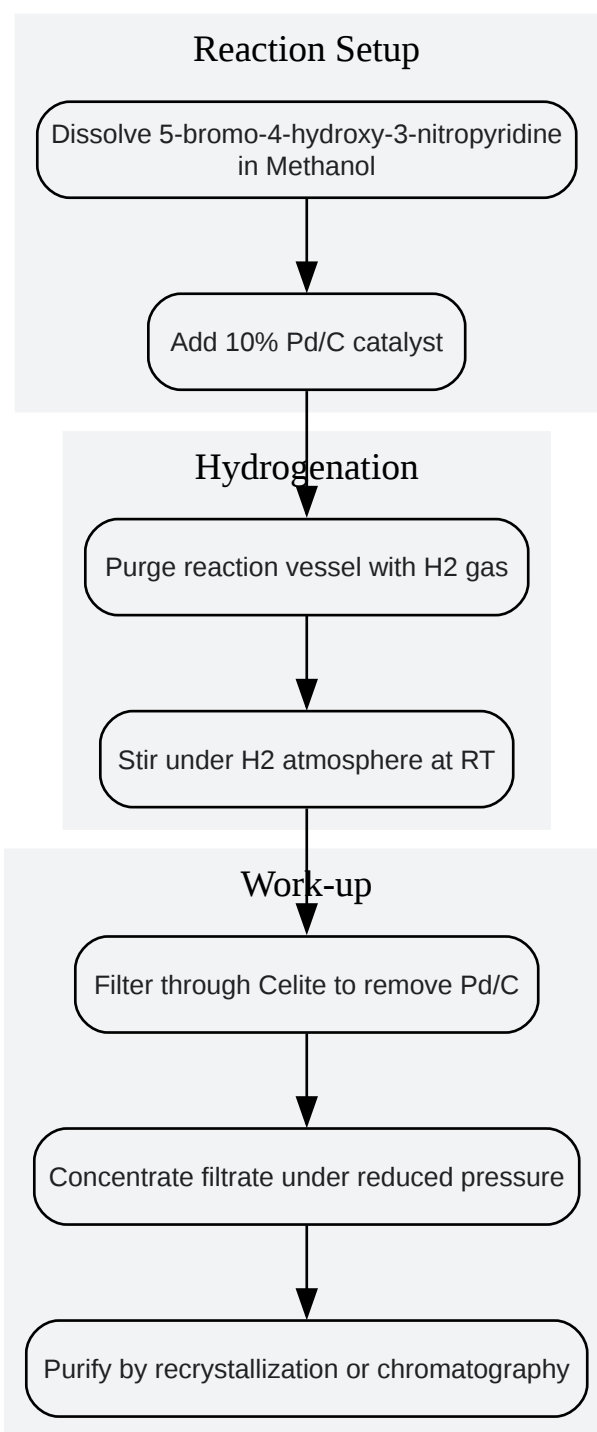 Reaction Setup
Dissolve 5-bromo-4-hydroxy-3-nitropyridine
in Methanol
Add 10% Pd/C catalyst
Hydrogenation
Purge reaction vessel with H2 gas
Stir under H2 atmosphere at RT
Work-up
Filter through Celite to remove Pd/C
Concentrate filtrate under reduced pressure
Purify by recrystallization or chromatography